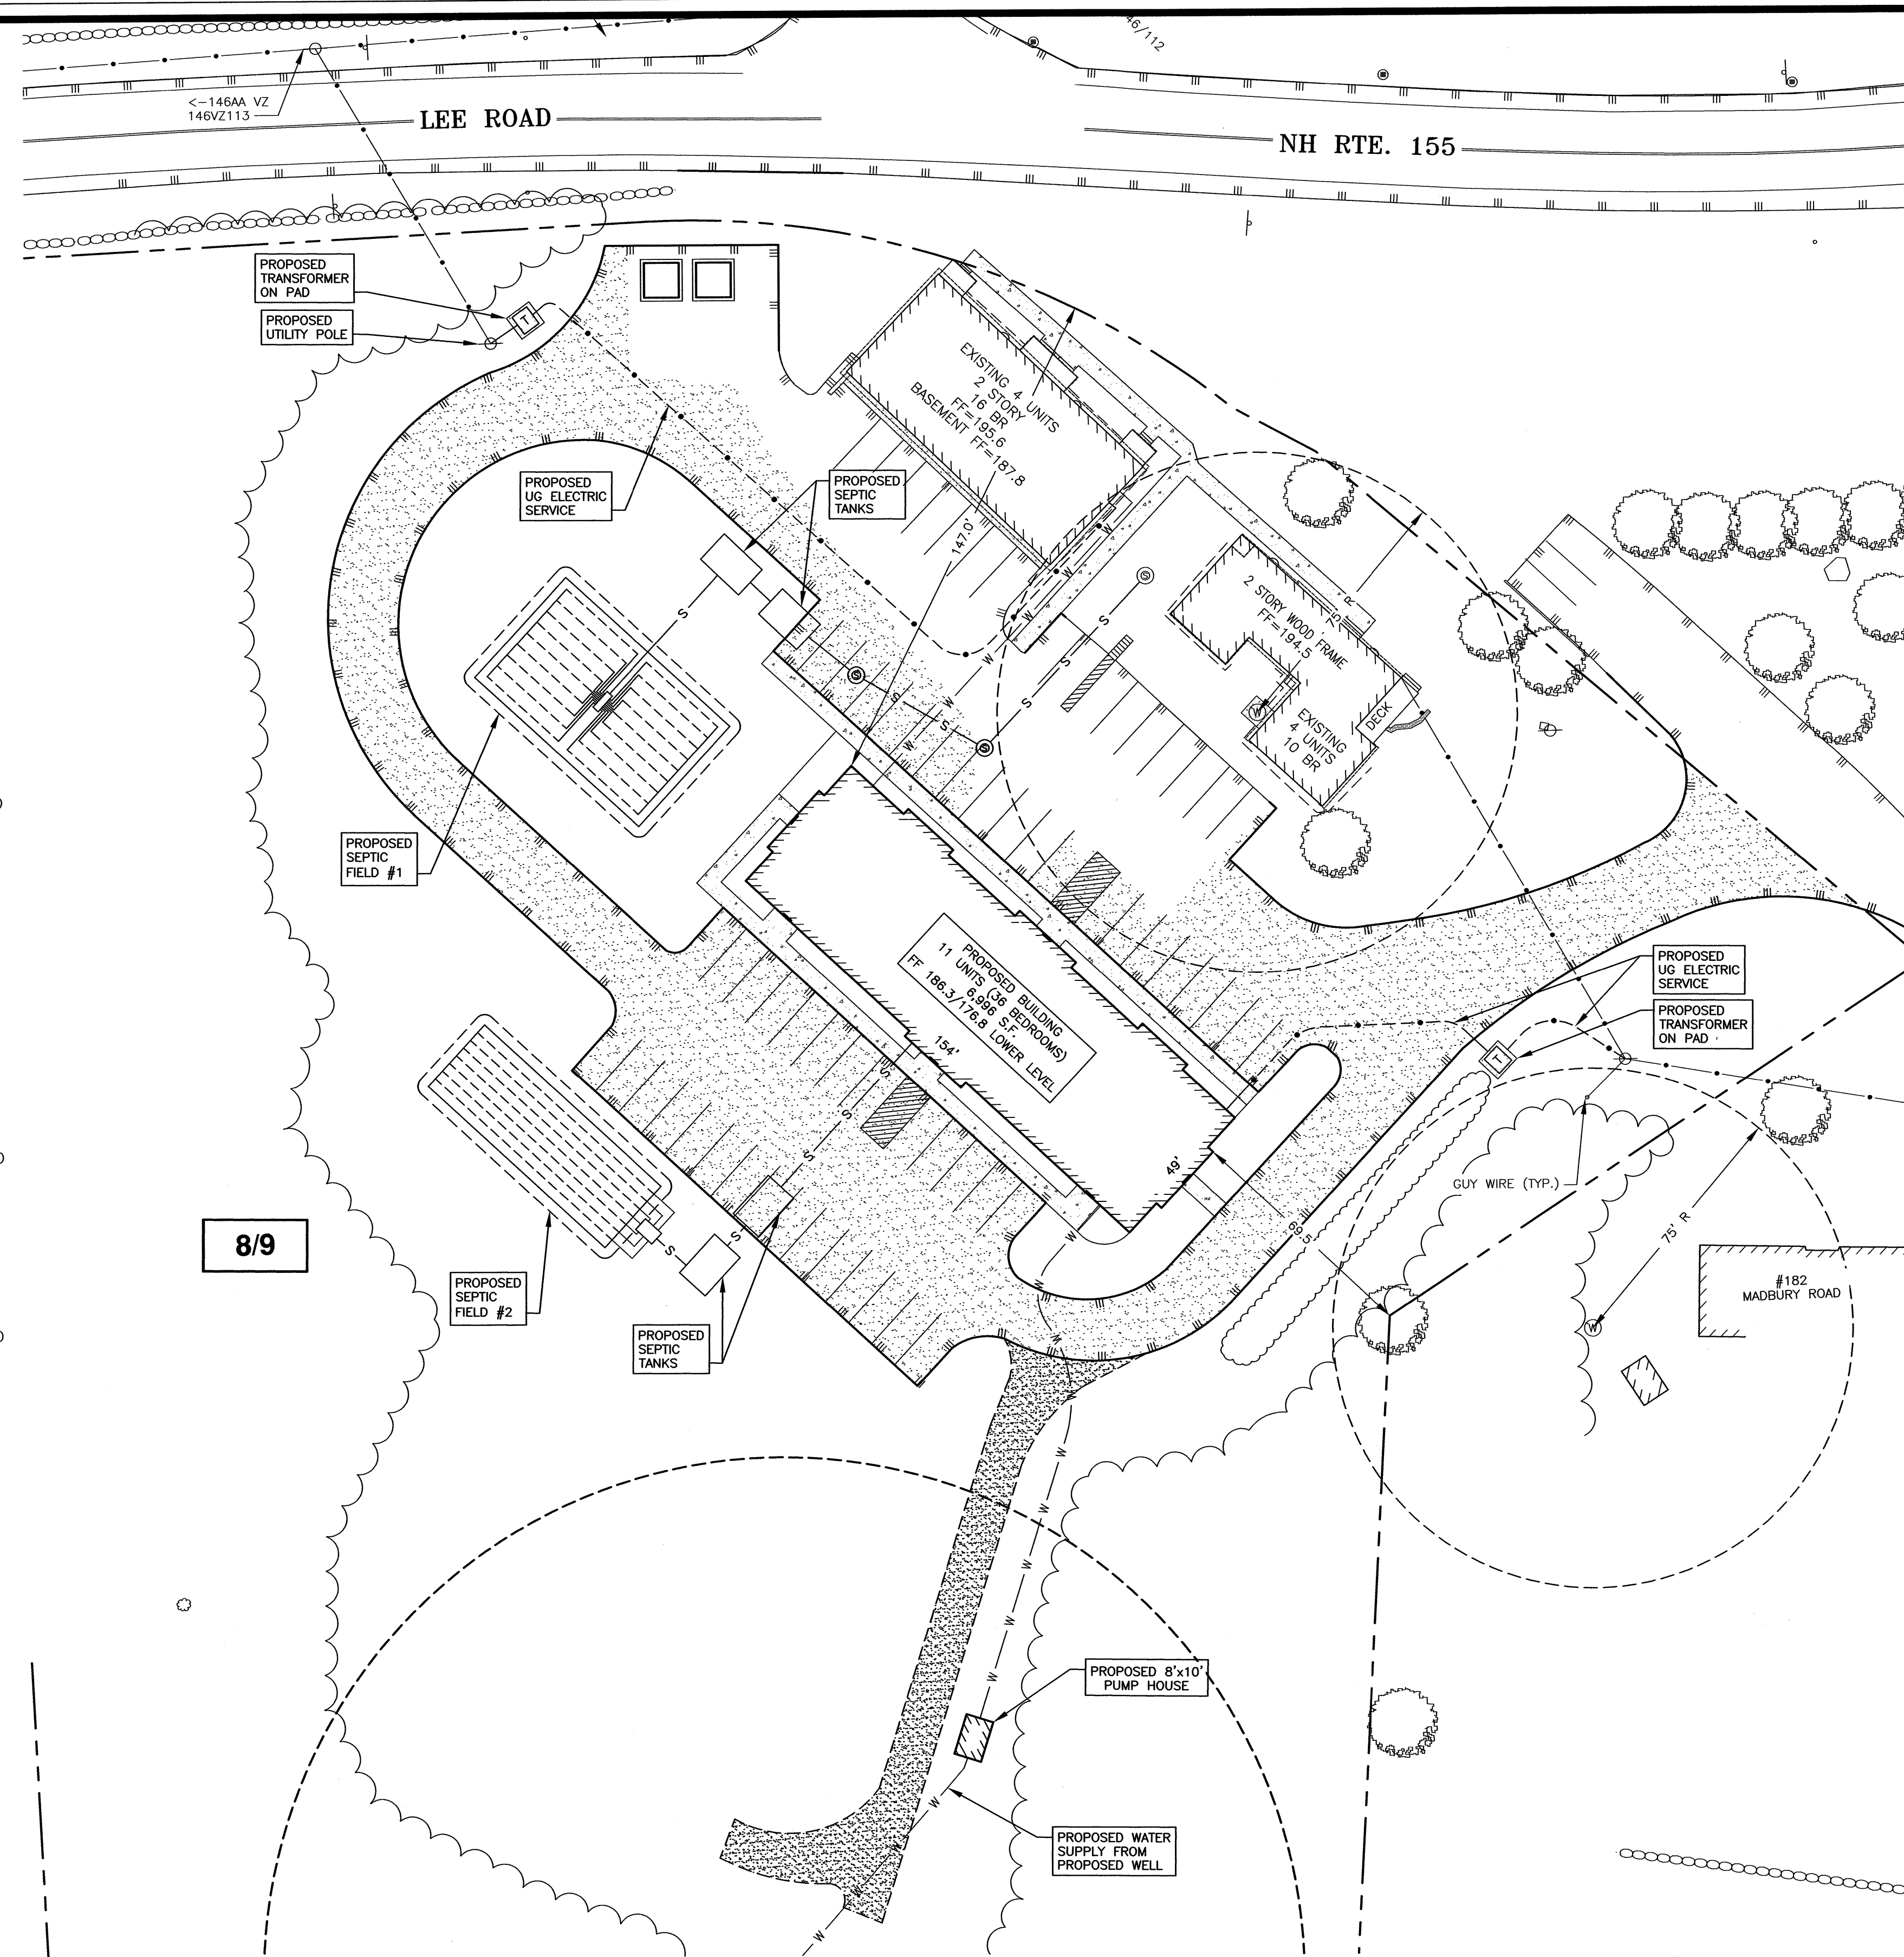 46/112
<-146AA VZ
146VZ113
LEE ROAD
NH RTE. 155
PROPOSED
TRANSFORMER
ON PAD
PROPOSED
UTILITY POLE
T
EXISTING 4 UNITS
2 STORY
16 BR
FF=195.6
BASEMENT FF=187.8
PROPOSED
UG ELECTRIC
SERVICE
PROPOSED
SEPTIC
TANKS
147.0'
2 STORY WOOD FRAME
FF=194.5
75' R
EXISTING
4 UNITS
10 BR
DECK
W
S
S
S
PROPOSED
SEPTIC
FIELD #1
PROPOSED BUILDING
11 UNITS (36 BEDROOMS)
6,996 S.F.
FF 186.3/176.8 LOWER LEVEL
154'
49'
69.5
PROPOSED
UG ELECTRIC
SERVICE
PROPOSED
TRANSFORMER
ON PAD
T
GUY WIRE (TYP.)
75' R
W
#182
MADBURY ROAD
8/9
PROPOSED
SEPTIC
FIELD #2
PROPOSED
SEPTIC
TANKS
PROPOSED 8'x10'
PUMP HOUSE
PROPOSED WATER
SUPPLY FROM
PROPOSED WELL